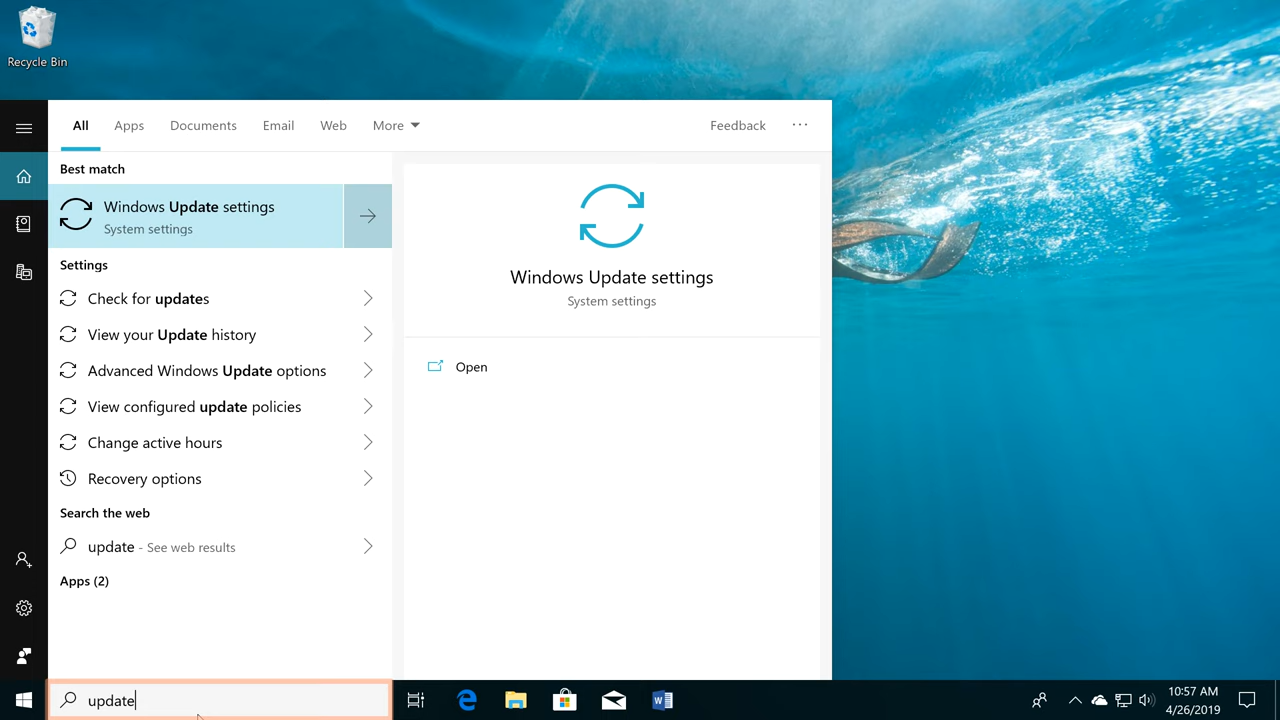 Recycle Bin
All
Apps
Documents
Email
Web
More
Feedback
Best match
Windows Update settings
System settings
Settings
Check for updates
View your Update history
Advanced Windows Update options
View configured update policies
Change active hours
Recovery options
Search the web
update - See web results
Apps (2)
Windows Update settings
System settings
Open
update
10:57 AM
4/26/2019